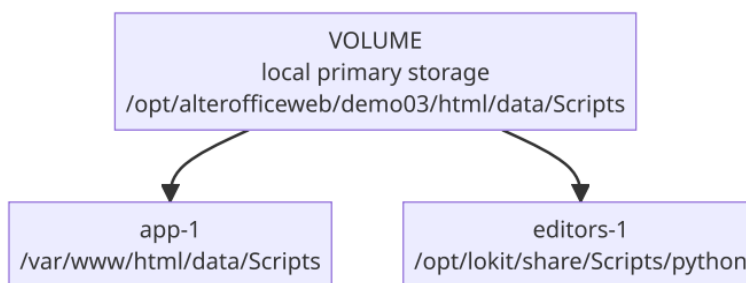 VOLUME
local primary storage
/opt/alterofficeweb/demo03/html/data/Scripts
app-1
/var/www/html/data/Scripts
editors-1
/opt/lokit/share/Scripts/python